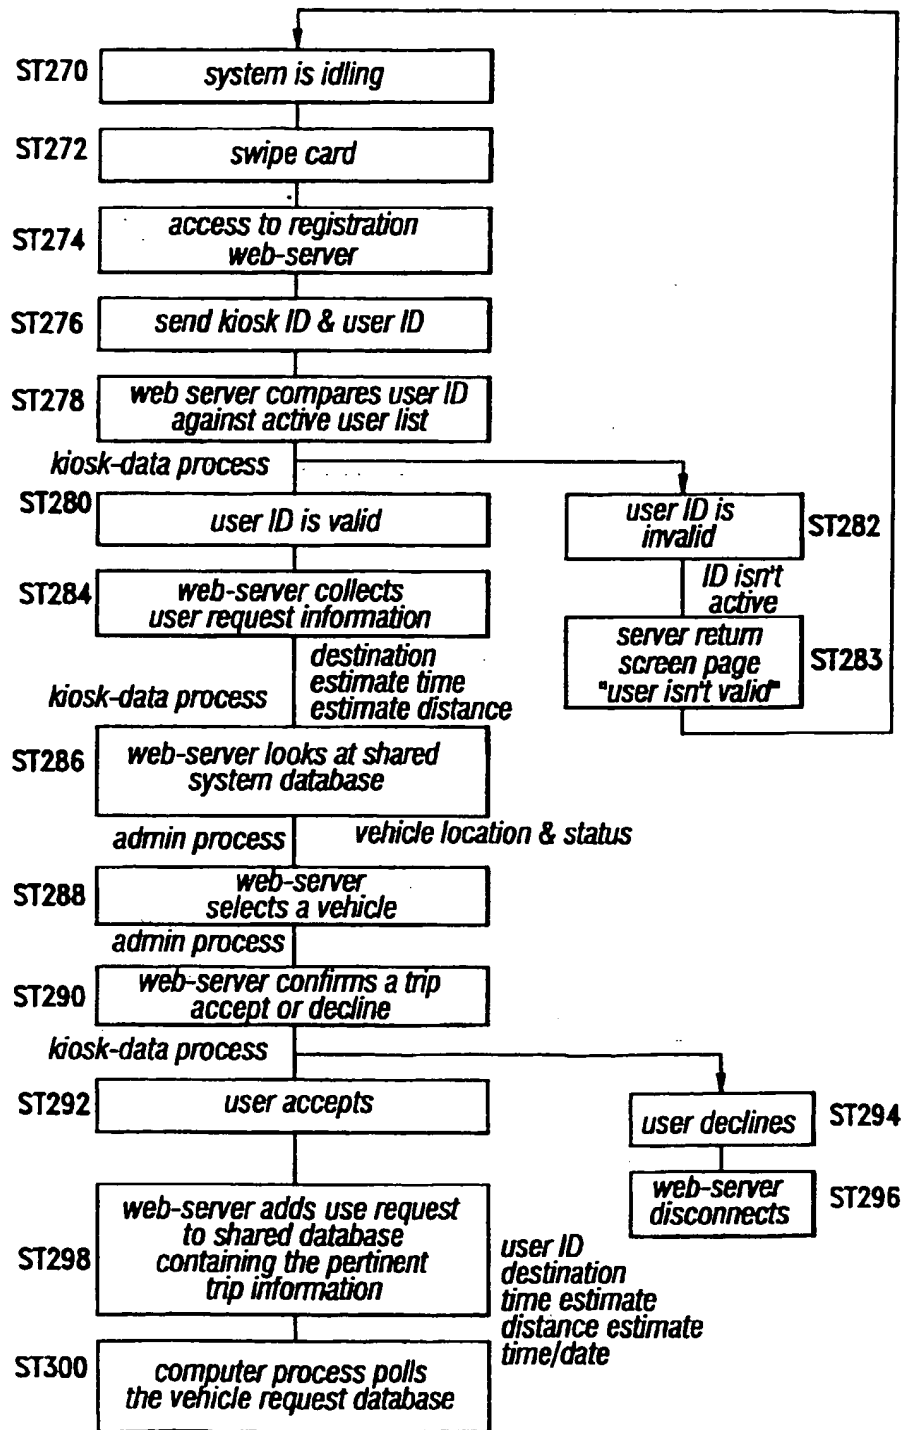 ST270
system is idling
ST272
swipe card
ST274
access to registration
web-server
ST276
send kiosk ID & user ID
ST278
web server compares user ID
against active user list
kiosk-data process
ST280
user ID is valid
user ID is
invalid
ST282
ID isn't
active
ST284
web-server collects
user request information
server return
screen page
"user isn't valid"
ST283
destination
estimate time
estimate distance
kiosk-data process
ST286
web-server looks at shared
system database
admin process
vehicle location & status
ST288
web-server
selects a vehicle
admin process
ST290
web-server confirms a trip
accept or decline
kiosk-data process
ST292
user accepts
user declines
ST294
web-server
disconnects
ST296
ST298
web-server adds use request
to shared database
containing the pertinent
trip information
user ID
destination
time estimate
distance estimate
time/date
ST300
computer process polls
the vehicle request database